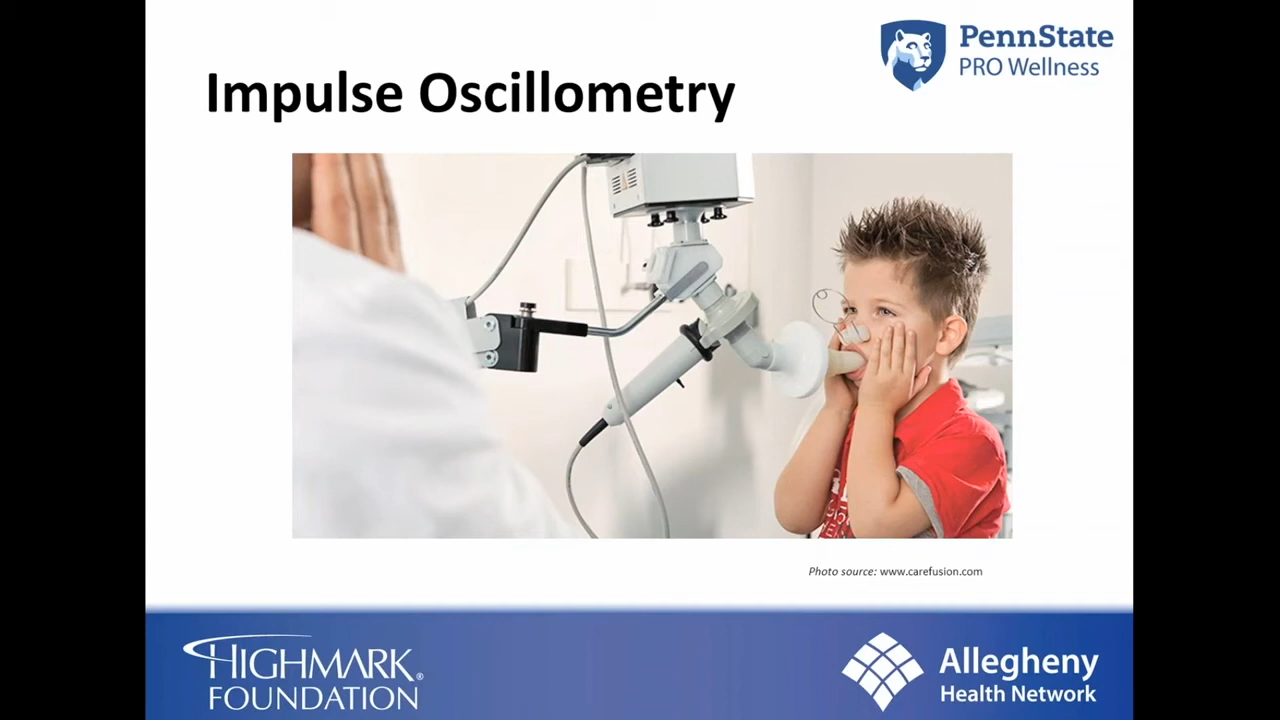 PennState
PRO Wellness
Impulse Oscillometry
Photo source: www.carefusion.com
HIGHMARK®
FOUNDATION
Allegheny
Health Network